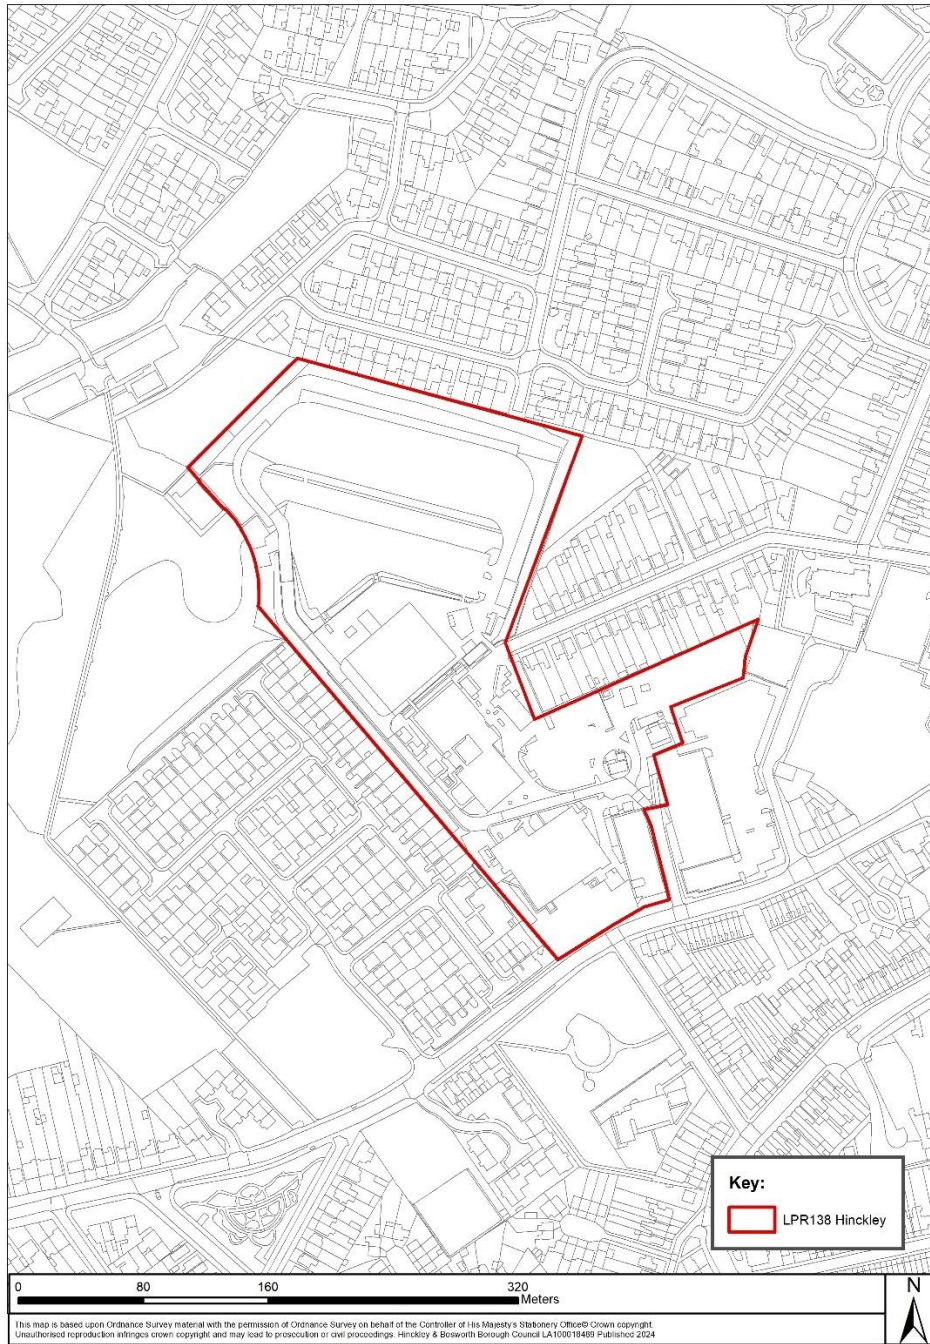 Key:
LPR138 Hinckley
0 80 160 320
Meters
N
This map is based upon Ordnance Survey material with the permission of Ordnance Survey on behalf of the Controller of His Majesty's Stationery Office© Crown copyright.
Unauthorised reproduction infringes crown copyright and may lead to prosecution or civil proceedings. Hinckley & Bosworth Borough Council LA100018489 Published 2024